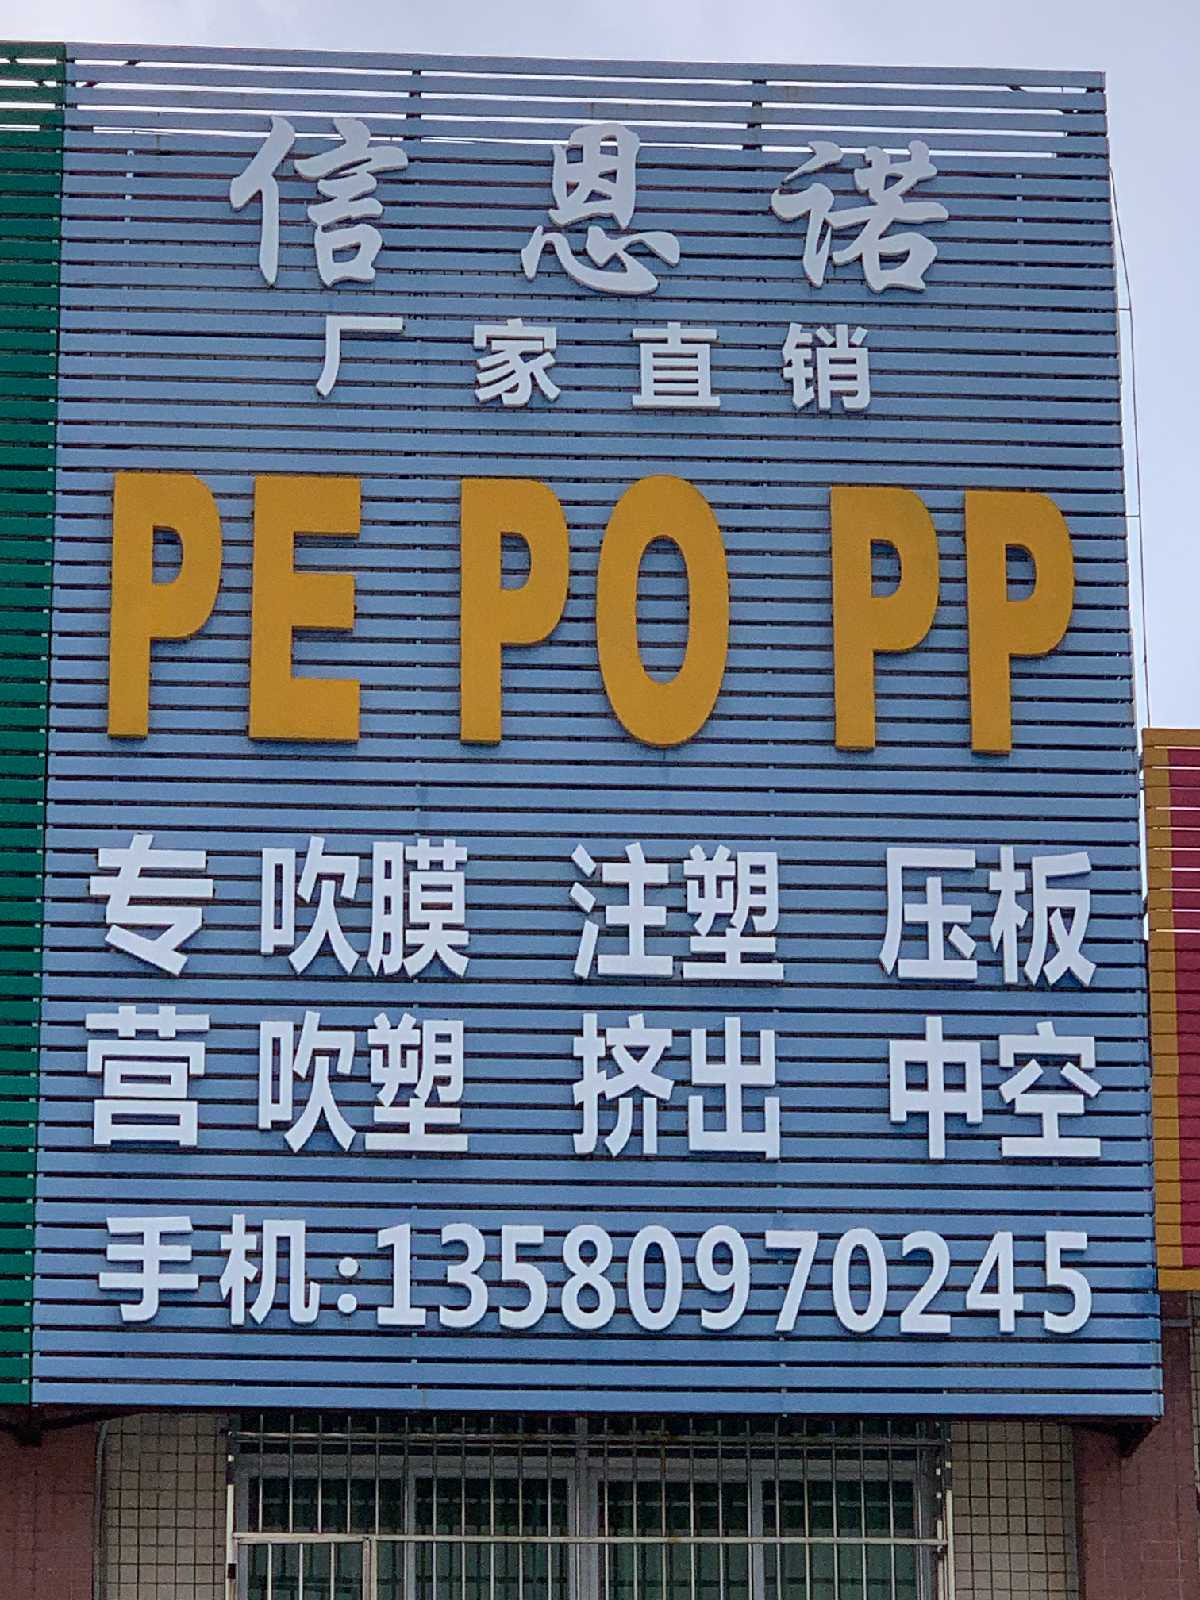 信恩诺
厂家直销
PE PO PP
专 吹膜 注塑 压板
营 吹塑 挤出 中空
手机:13580970245